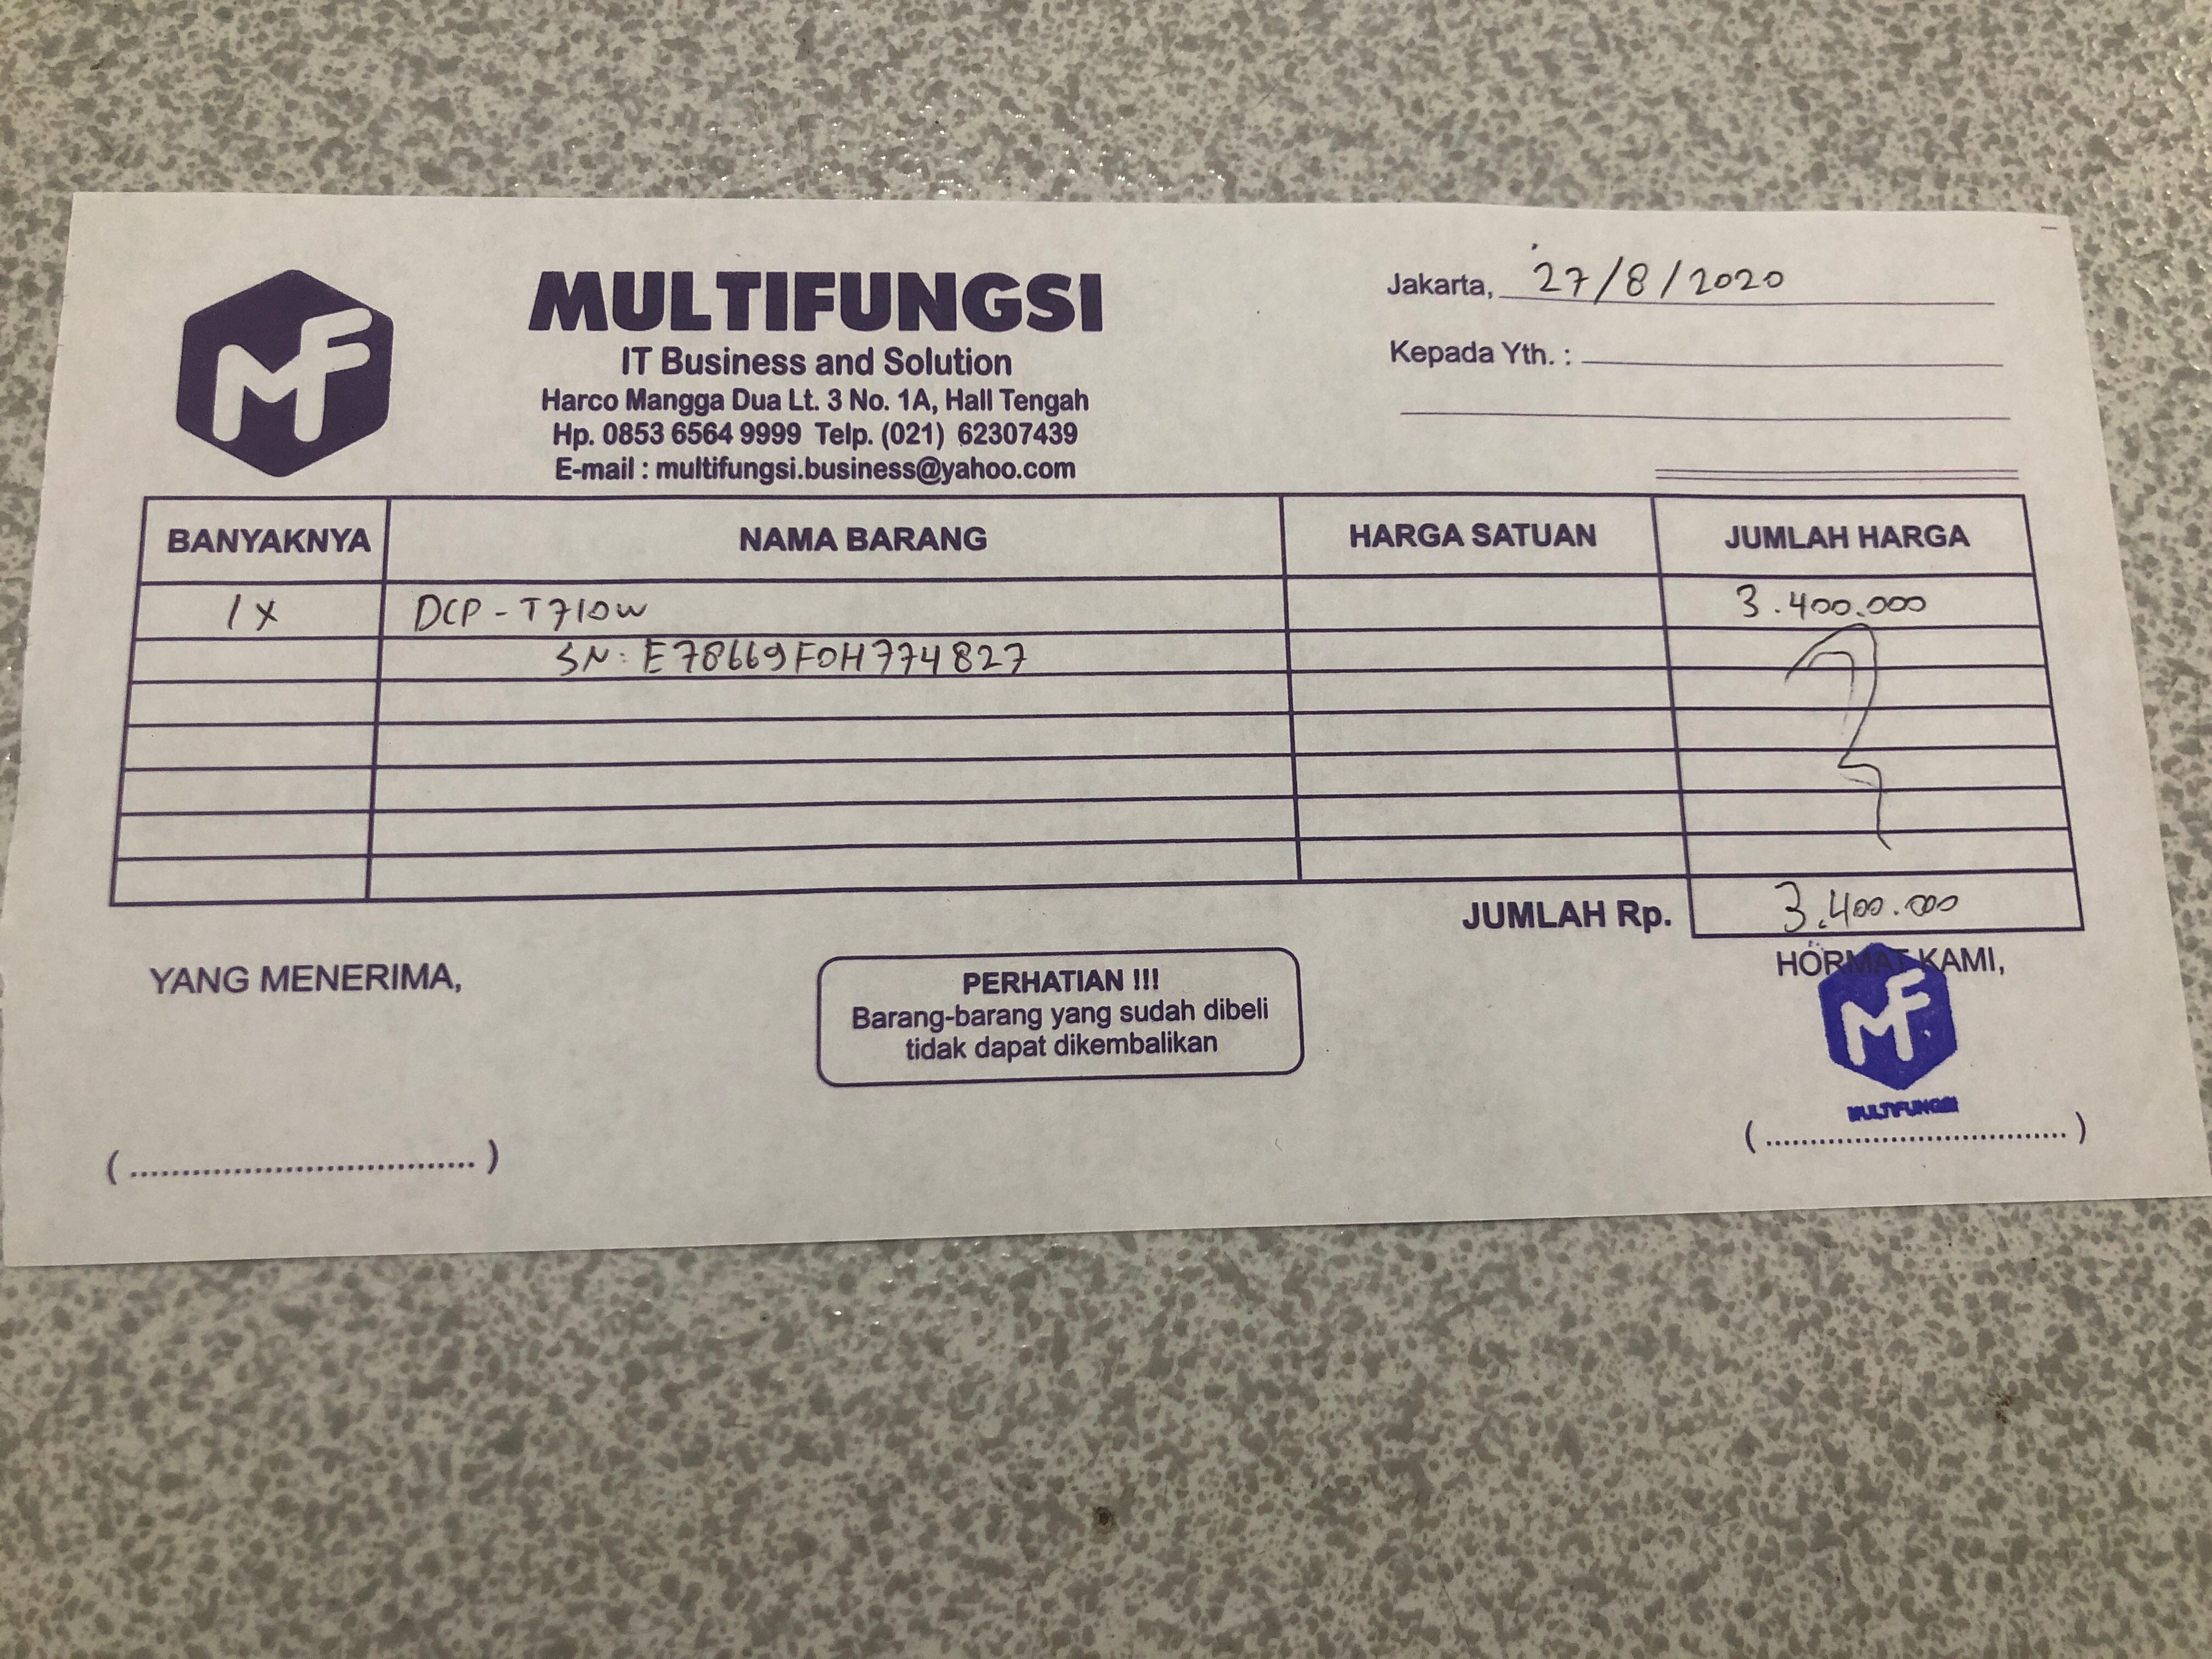 MF
MULTIFUNGSI
IT Business and Solution
Harco Mangga Dua Lt. 3 No. 1A, Hall Tengah
Hp. 0853 6564 9999 Telp. (021) 62307439
E-mail : multifungsi.business@yahoo.com
Jakarta, 27/8/2020
Kepada Yth. :
BANYAKNYA NAMA BARANG HARGA SATUAN JUMLAH HARGA
1X DCP-T710W 3.400.000
SN: E78669F0H774827
JUMLAH Rp. 3.400.000
YANG MENERIMA,
PERHATIAN !!!
Barang-barang yang sudah dibeli
tidak dapat dikembalikan
HORMAT KAMI,
MF
MULTIFUNGSI
(....................................)
(....................................)